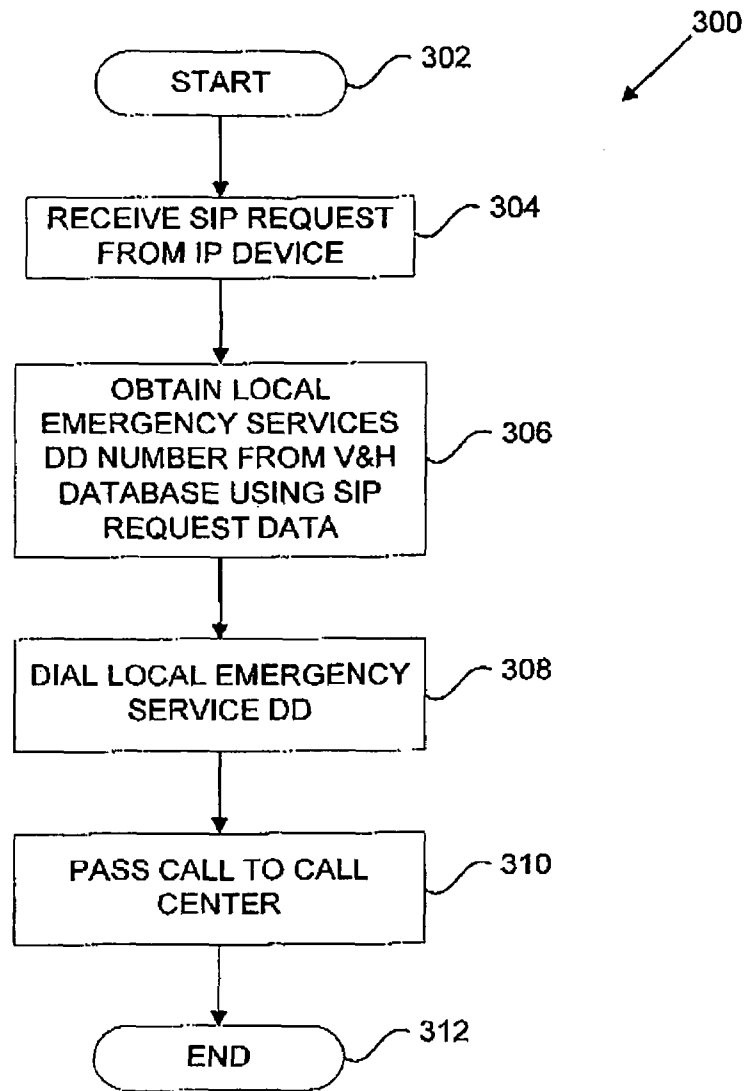 300
START
302
RECEIVE SIP REQUEST
FROM IP DEVICE
304
OBTAIN LOCAL
EMERGENCY SERVICES
DD NUMBER FROM V&H
DATABASE USING SIP
REQUEST DATA
306
DIAL LOCAL EMERGENCY
SERVICE DD
308
PASS CALL TO CALL
CENTER
310
END
312